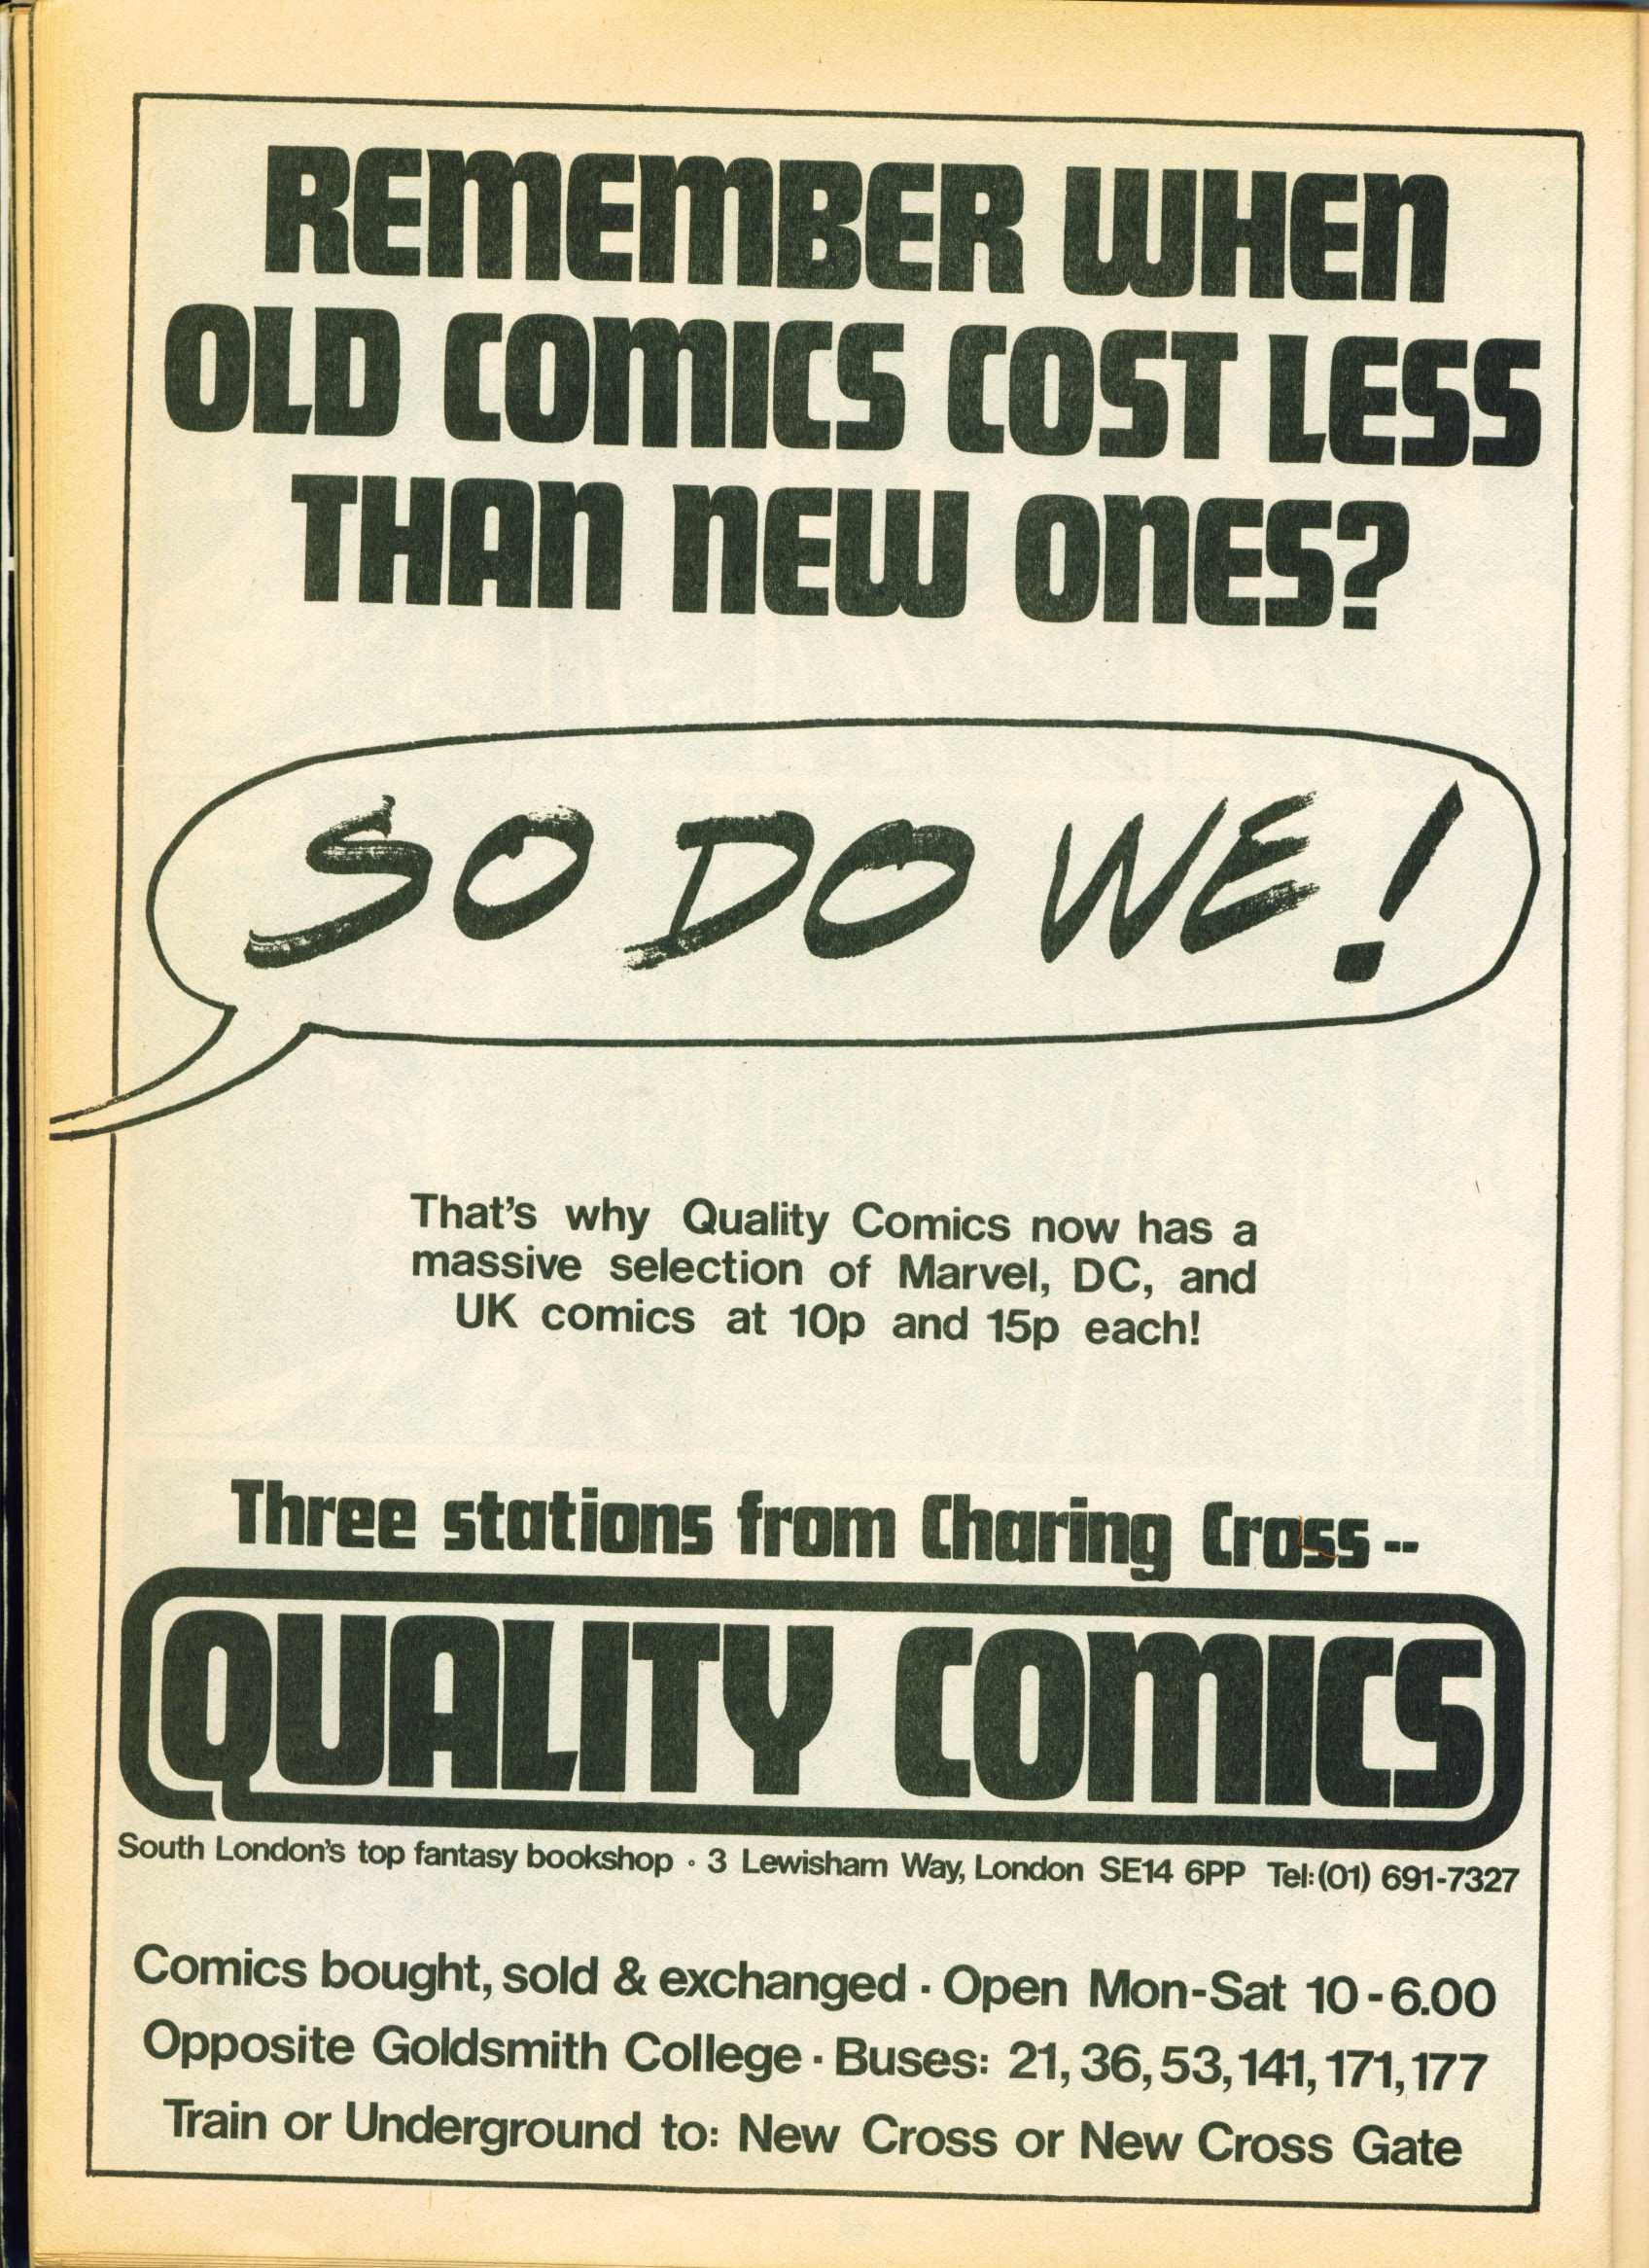 REMEMBER WHEN
OLD COMICS COST LESS
THAN NEW ONES?
SO DO WE!
That's why Quality Comics now has a
massive selection of Marvel, DC, and
UK comics at 10p and 15p each!
Three stations from Charing Cross--
QUALITY COMICS
South London's top fantasy bookshop · 3 Lewisham Way, London SE14 6PP Tel:(01) 691-7327
Comics bought, sold & exchanged · Open Mon-Sat 10-6.00
Opposite Goldsmith College · Buses: 21, 36, 53, 141, 171, 177
Train or Underground to: New Cross or New Cross Gate